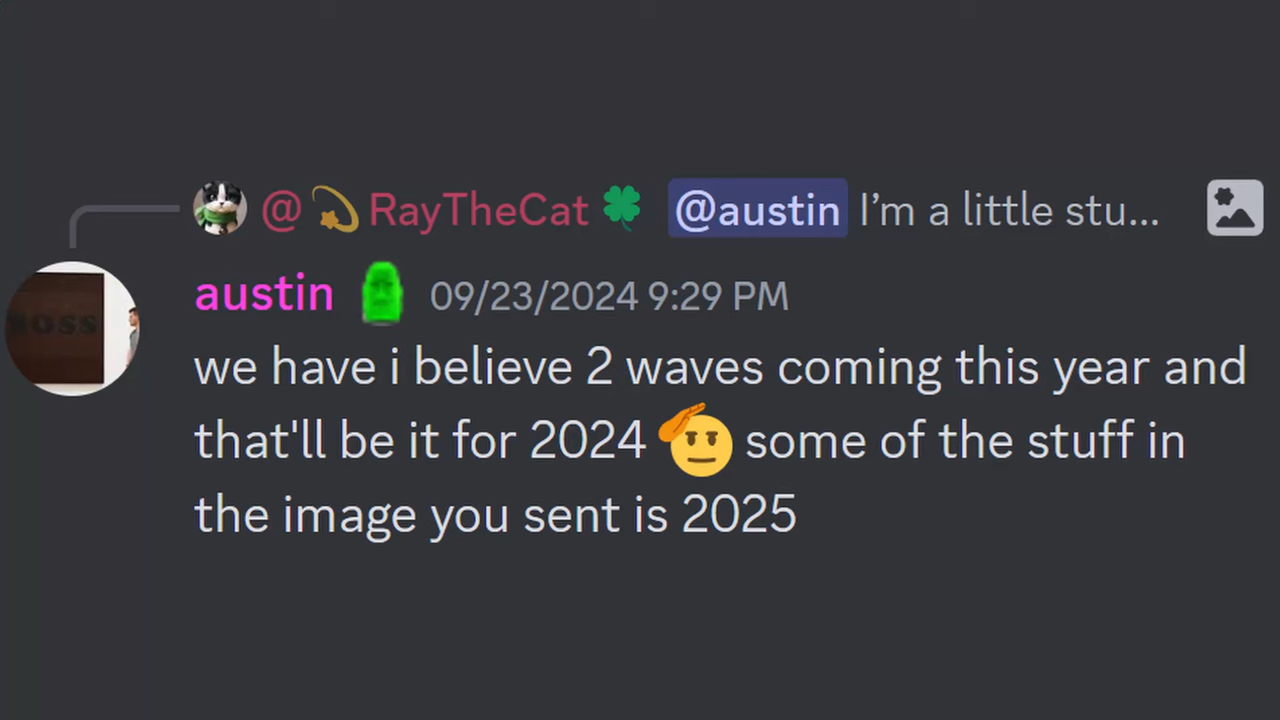 @💫 RayTheCat🍀 @austin I’m a little stu...
austin 🗿 09/23/2024 9:29 PM
we have i believe 2 waves coming this year and
that'll be it for 2024 🫡 some of the stuff in
the image you sent is 2025
BOSS